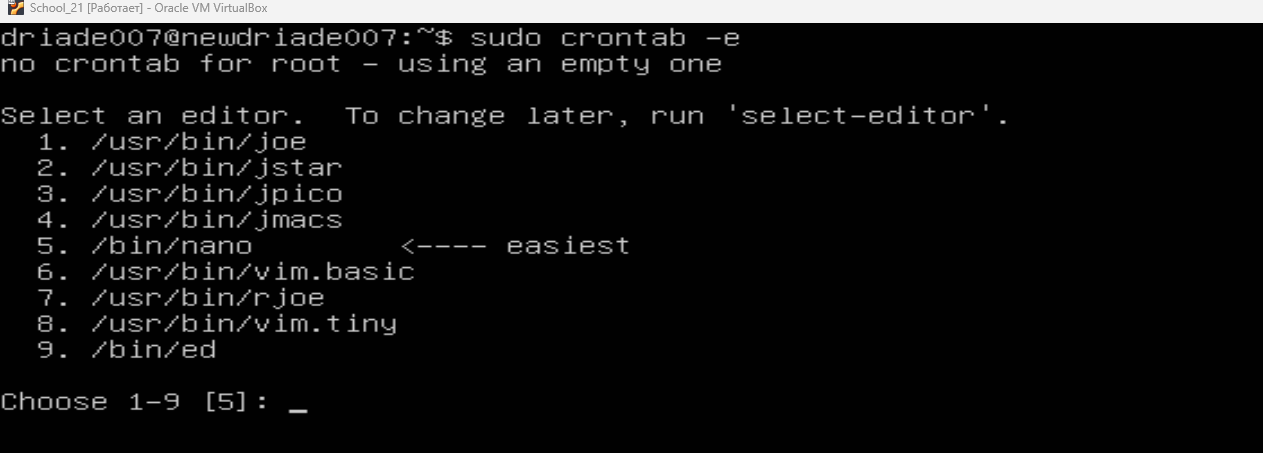 School_21 [Работает] - Oracle VM VirtualBox
driade007@newdriade007:~$ sudo crontab -e
no crontab for root - using an empty one
Select an editor.  To change later, run 'select-editor'.
  1. /usr/bin/joe
  2. /usr/bin/jstar
  3. /usr/bin/jpico
  4. /usr/bin/jmacs
  5. /bin/nano        <---- easiest
  6. /usr/bin/vim.basic
  7. /usr/bin/rjoe
  8. /usr/bin/vim.tiny
  9. /bin/ed
Choose 1-9 [5]: _